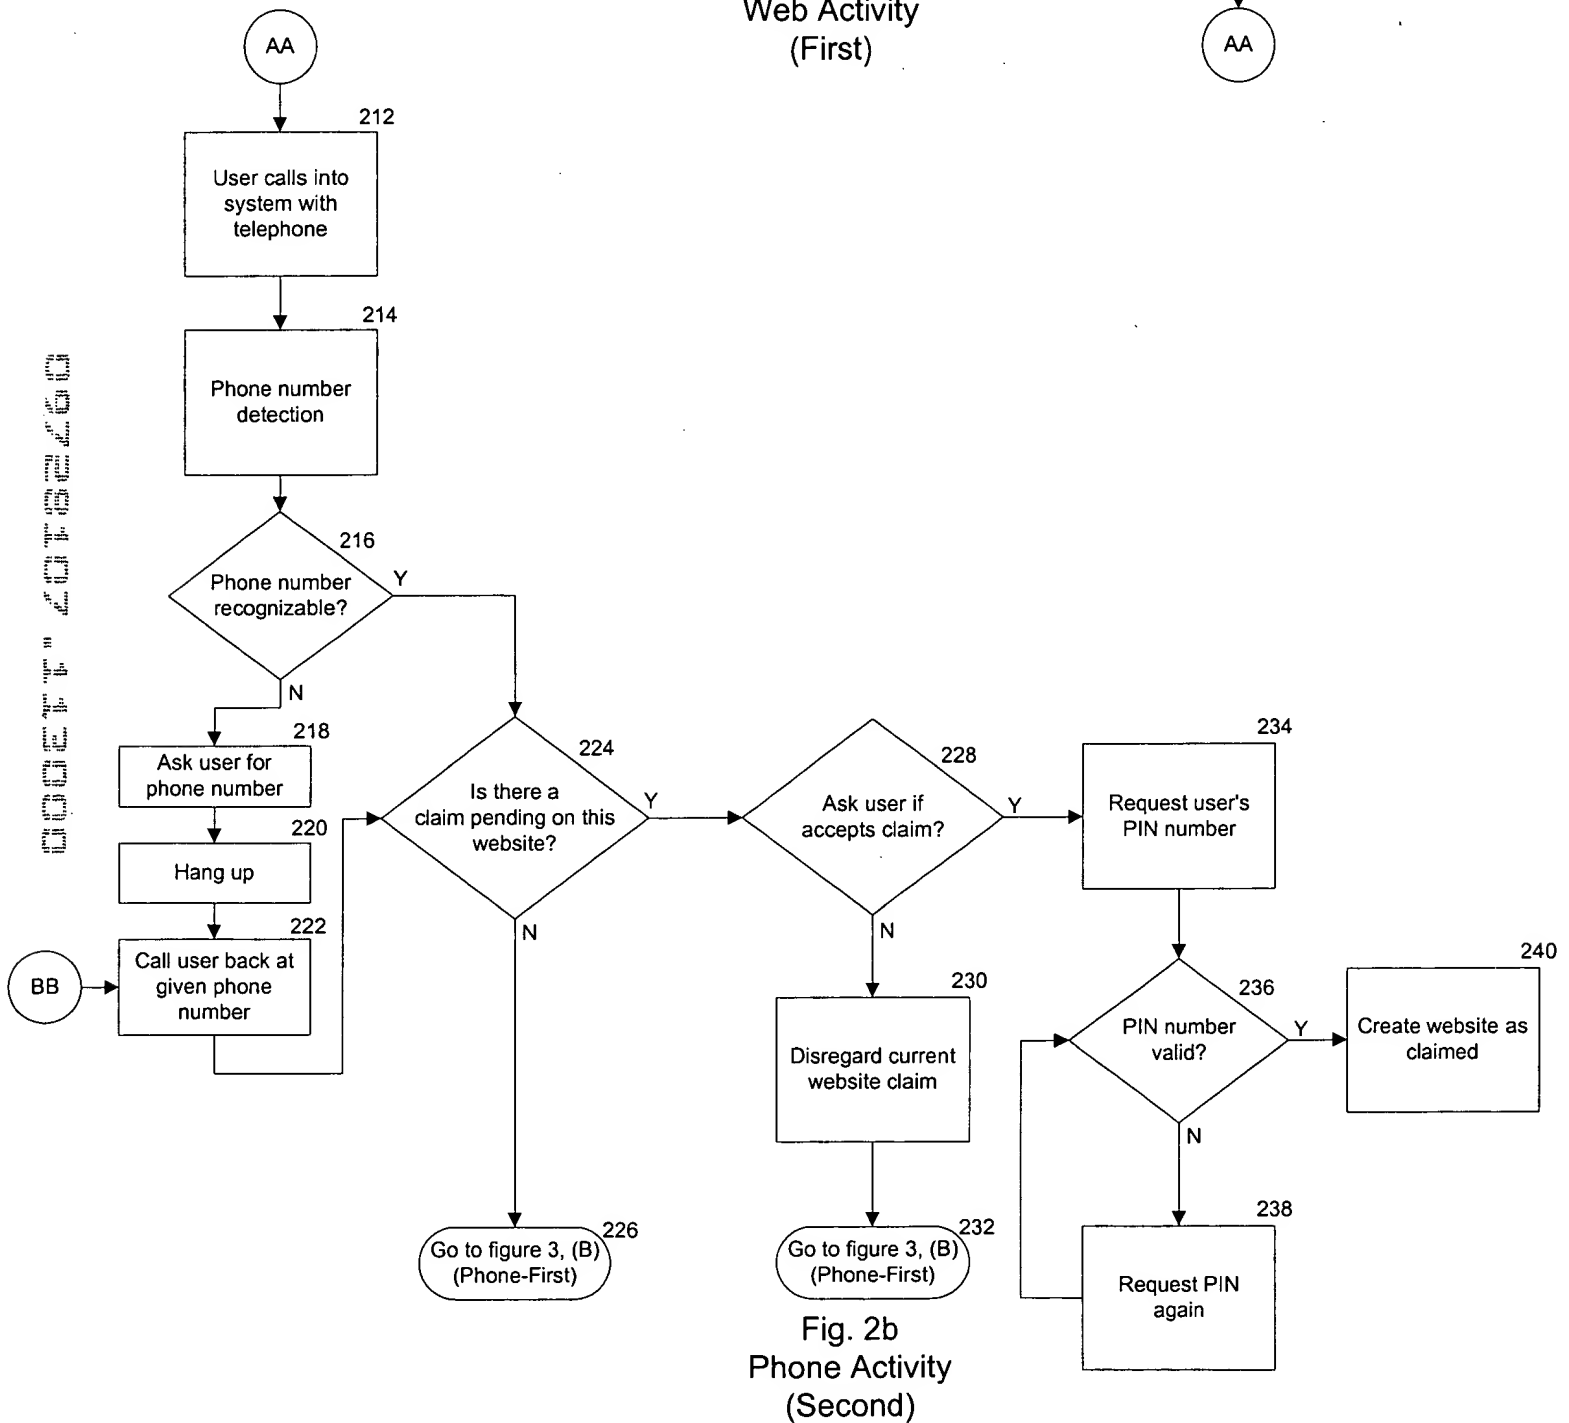 Web Activity
(First)
AA
AA
212
User calls into
system with
telephone
214
Phone number
detection
216
Phone number
recognizable?
Y
N
218
Ask user for
phone number
220
Hang up
222
Call user back at
given phone
number
BB
224
Is there a
claim pending on this
website?
Y
N
226
Go to figure 3, (B)
(Phone-First)
228
Ask user if
accepts claim?
Y
N
230
Disregard current
website claim
232
Go to figure 3, (B)
(Phone-First)
234
Request user's
PIN number
236
PIN number
valid?
Y
N
238
Request PIN
again
240
Create website as
claimed
Fig. 2b
Phone Activity
(Second)